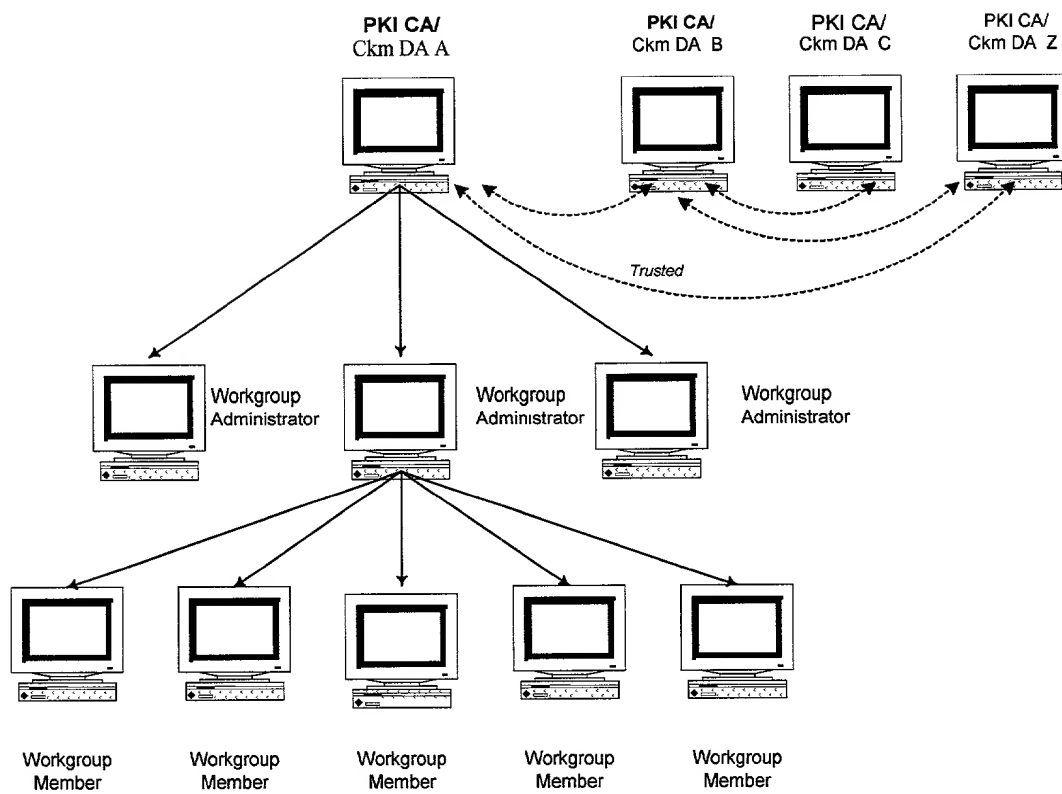 PKI CA/
Ckm DA A
PKI CA/
Ckm DA B
PKI CA/
Ckm DA C
PKI CA/
Ckm DA Z
Trusted
Workgroup
Administrator
Workgroup
Administrator
Workgroup
Administrator
Workgroup
Member
Workgroup
Member
Workgroup
Member
Workgroup
Member
Workgroup
Member